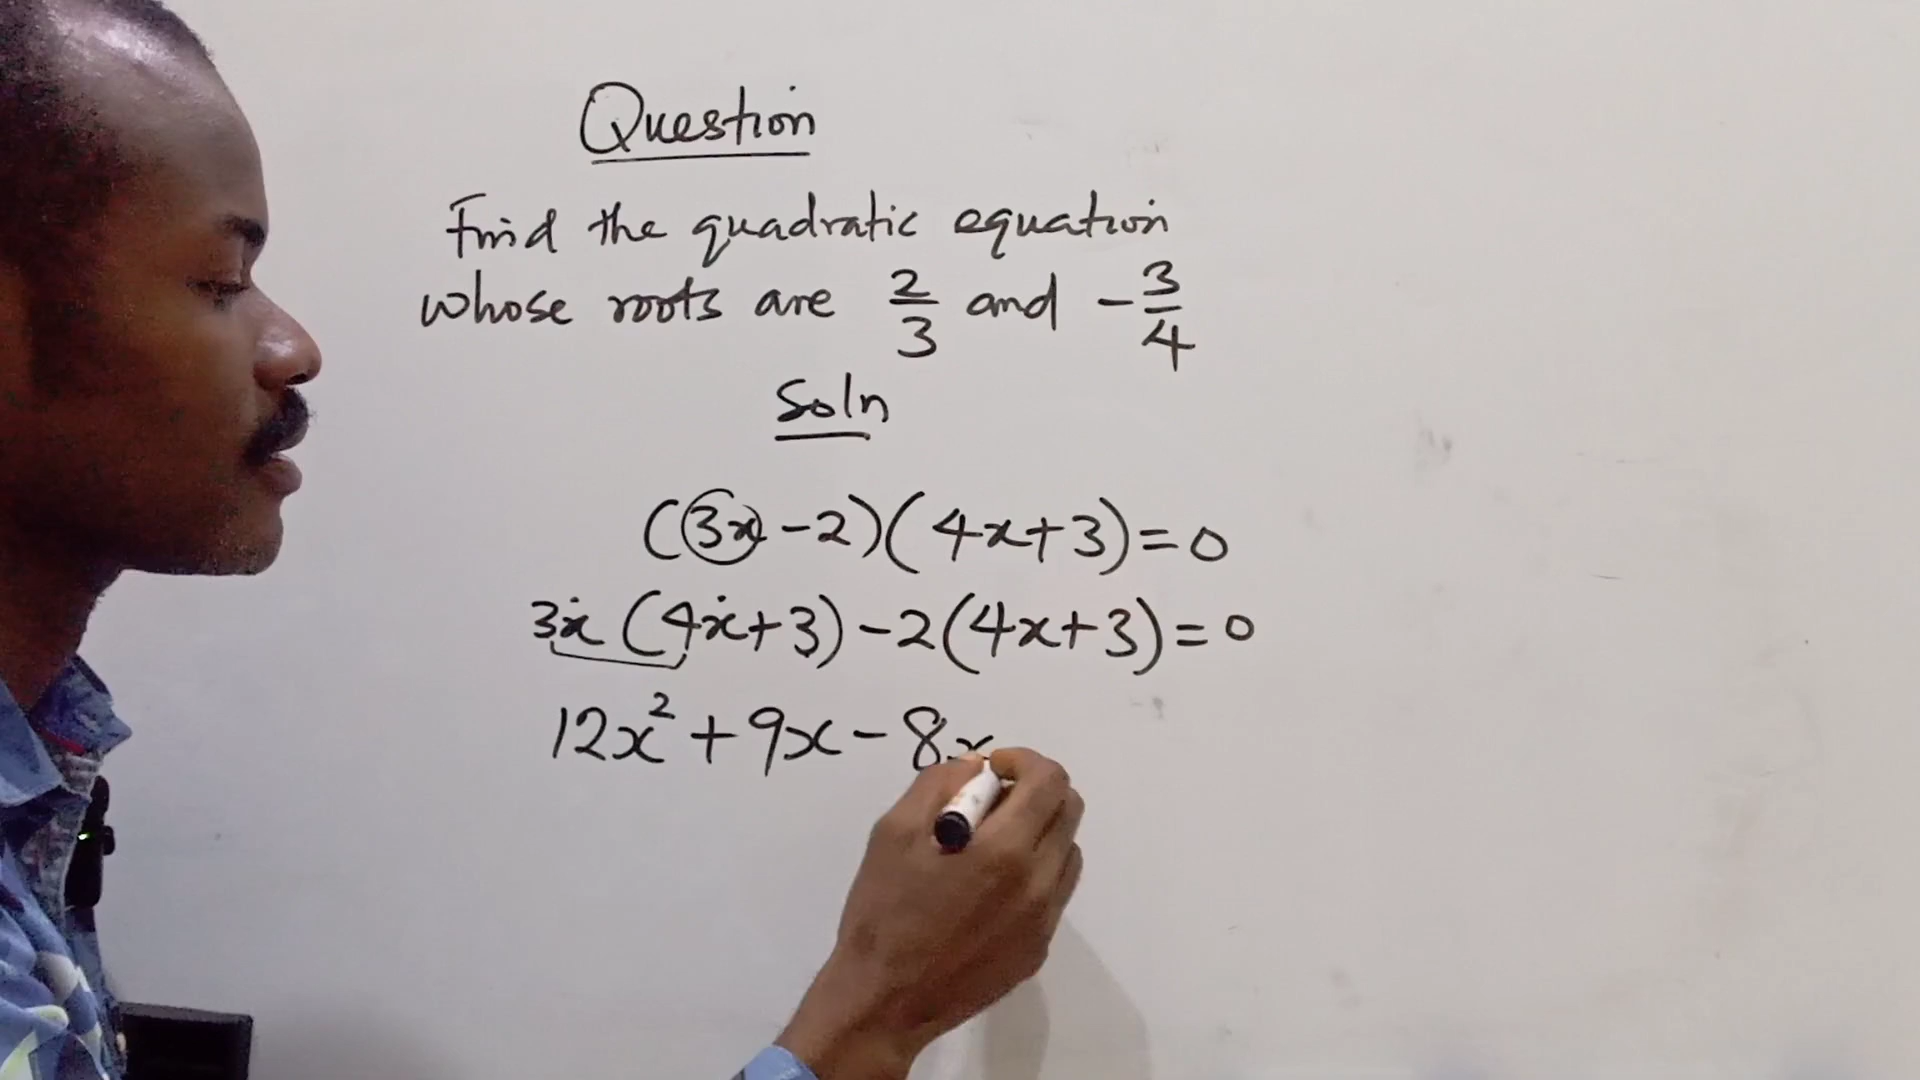 Question
Find the quadratic equation
whose roots are 2/3 and -3/4
Soln
(3x-2)(4x+3)=0
3x(4x+3)-2(4x+3)=0
12x²+9x-8x